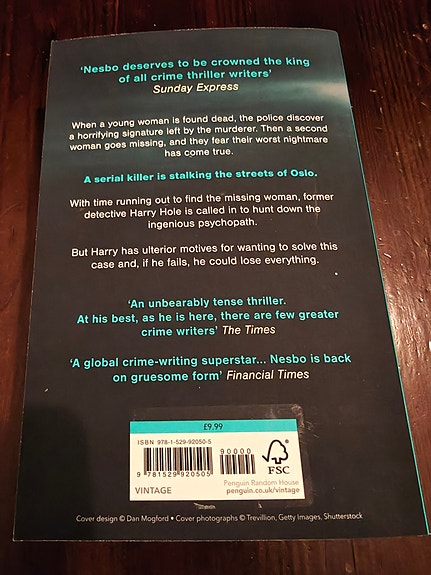 ‘Nesbo deserves to be crowned the king
of all crime thriller writers’
Sunday Express
When a young woman is found dead, the police discover
a horrifying signature left by the murderer. Then a second
woman goes missing, and they fear their worst nightmare
has come true.
A serial killer is stalking the streets of Oslo.
With time running out to find the missing woman, former
detective Harry Hole is called in to hunt down the
ingenious psychopath.
But Harry has ulterior motives for wanting to solve this
case and, if he fails, he could lose everything.
‘An unbearably tense thriller.
At his best, as he is here, there are few greater
crime writers’ The Times
‘A global crime-writing superstar... Nesbo is back
on gruesome form’ Financial Times
£9.99
ISBN 978-1-529-92050-5
90000
9 781529 920505
FSC
VINTAGE
Penguin Random House
penguin.co.uk/vintage
Cover design © Dan Mogford • Cover photographs © Trevillion, Getty Images, Shutterstock